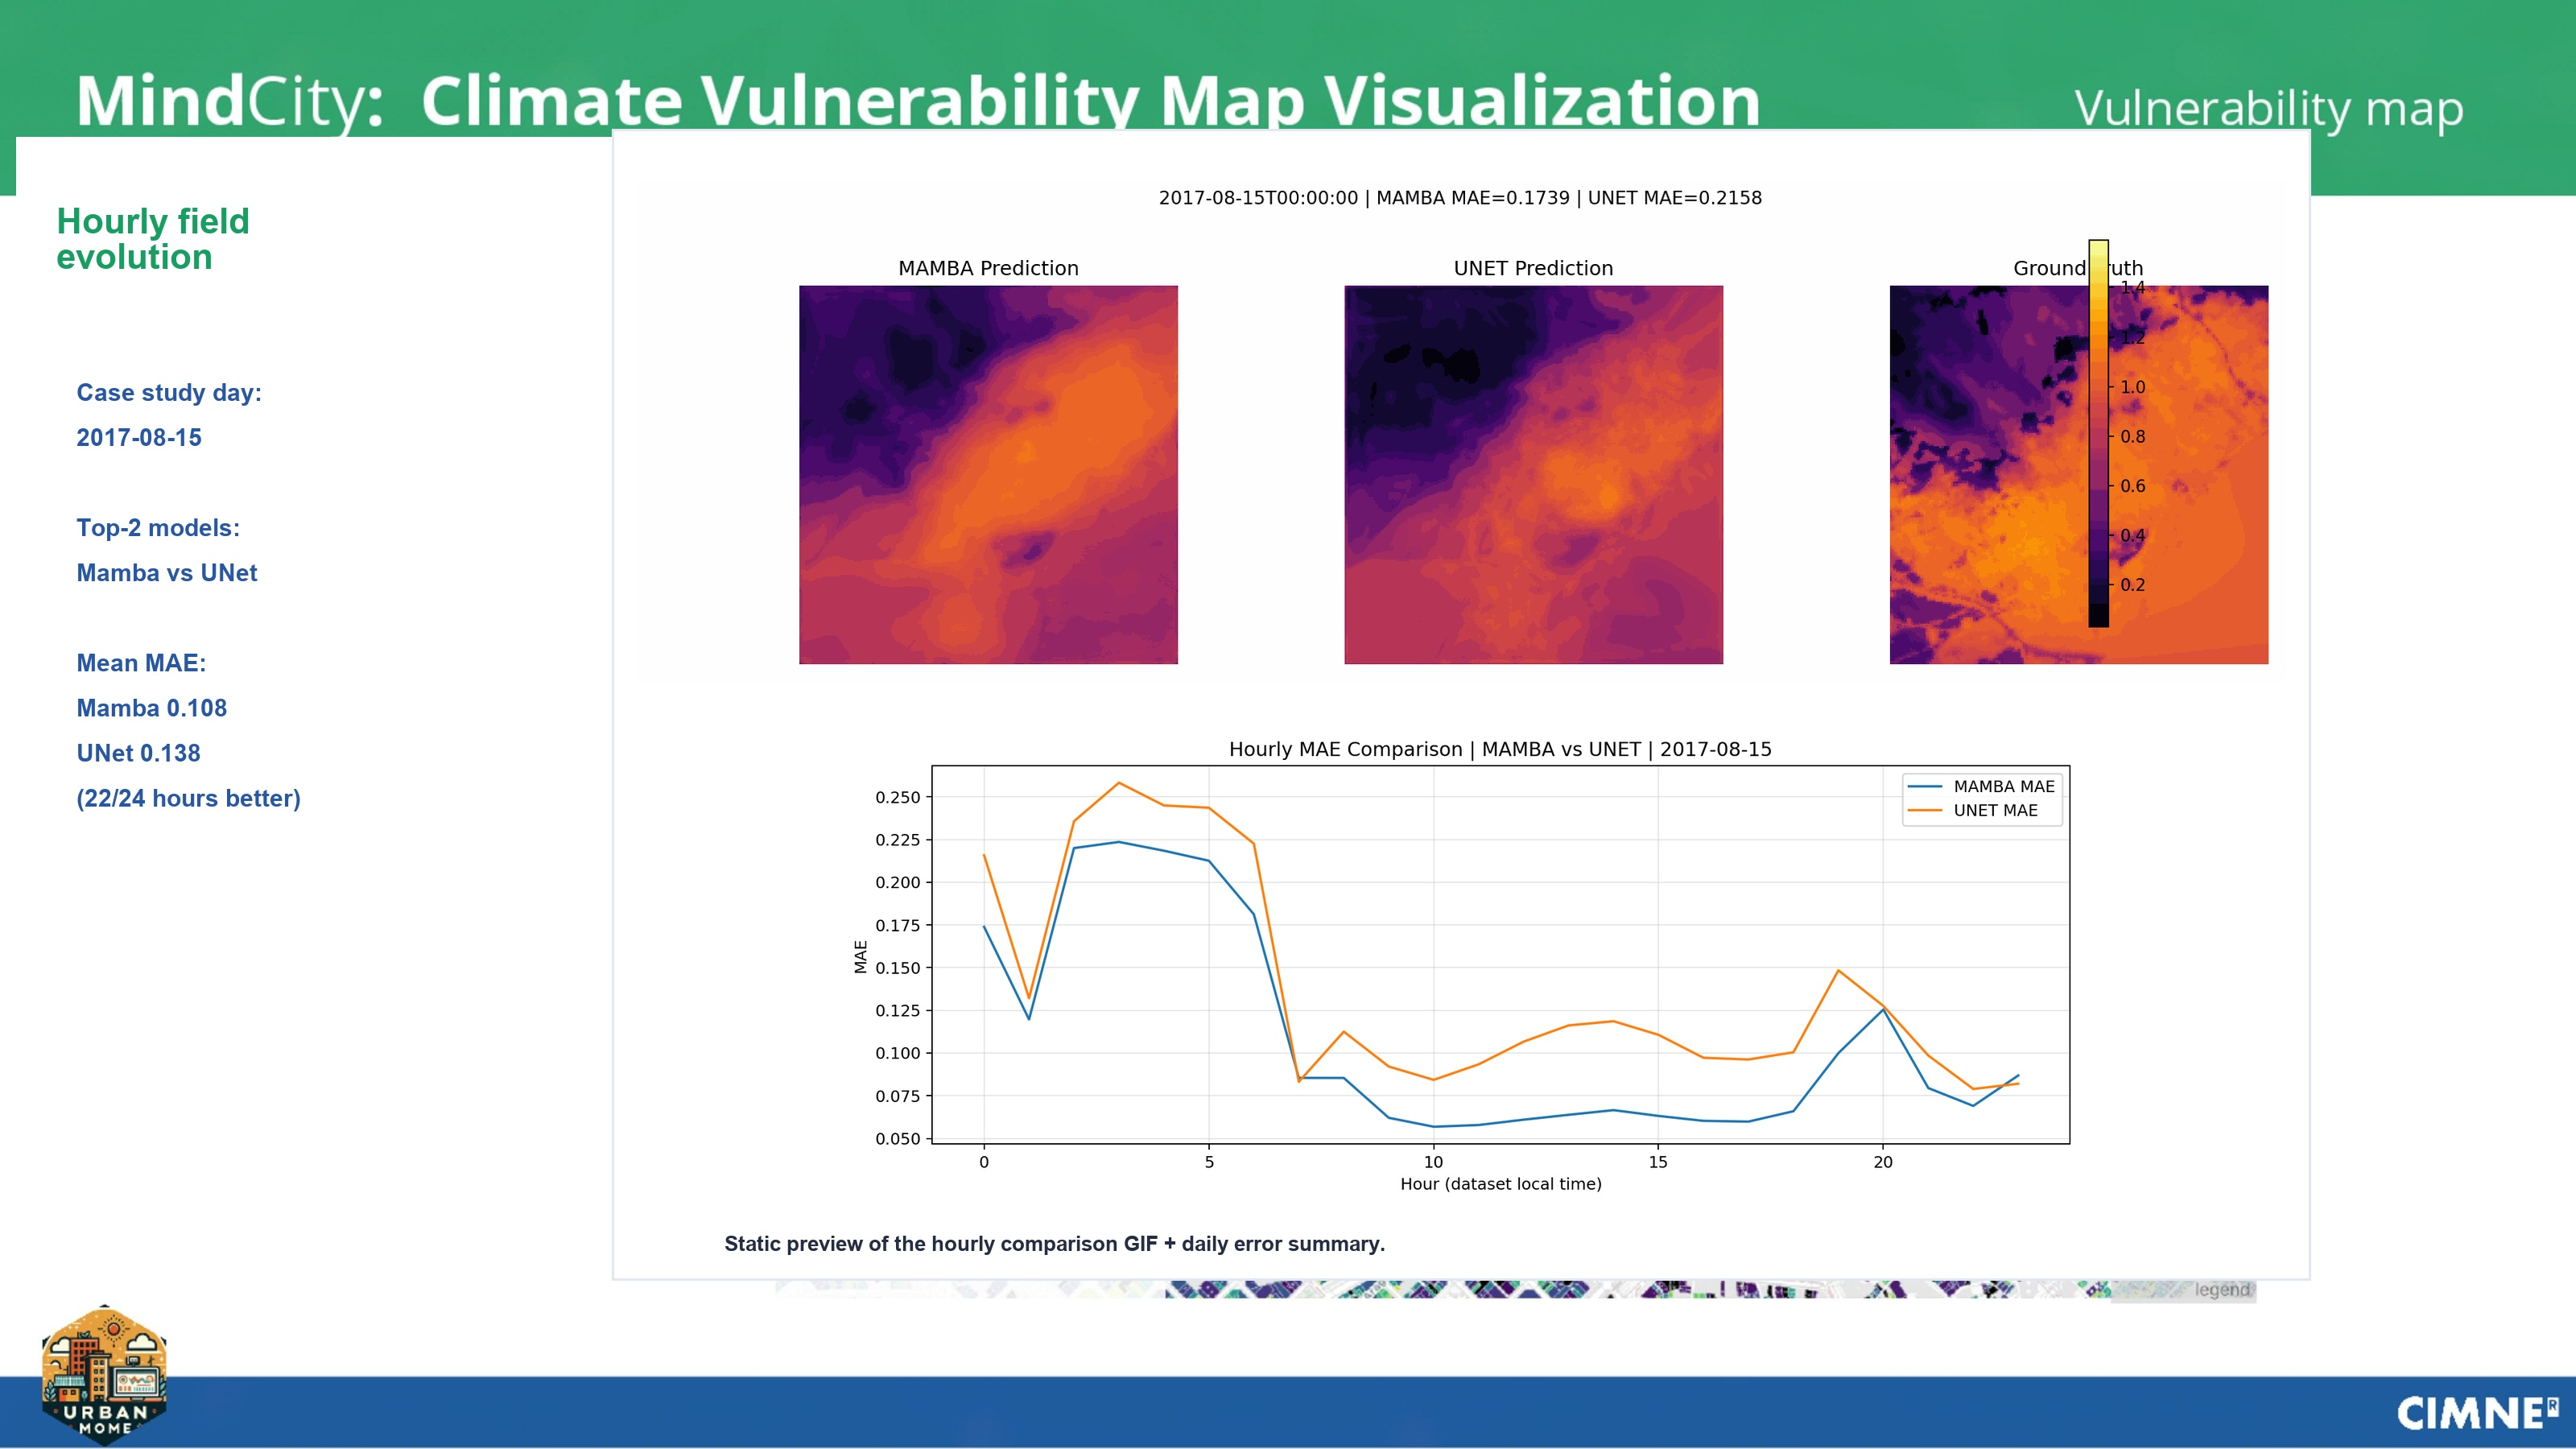 MindCity: Climate Vulnerability Map Visualization
Vulnerability map
Hourly field
evolution
Case study day:
2017-08-15
Top-2 models:
Mamba vs UNet
Mean MAE:
Mamba 0.108
UNet 0.138
(22/24 hours better)
2017-08-15T00:00:00 | MAMBA MAE=0.1739 | UNET MAE=0.2158
MAMBA Prediction
UNET Prediction
Ground ruth
1.4
1.2
1.0
0.8
0.6
0.4
0.2
Hourly MAE Comparison | MAMBA vs UNET | 2017-08-15
MAMBA MAE
UNET MAE
0.250
0.225
0.200
0.175
0.150
0.125
0.100
0.075
0.050
MAE
0
5
10
15
20
Hour (dataset local time)
Static preview of the hourly comparison GIF + daily error summary.
legend
URBAN
MOME
CIMNE R